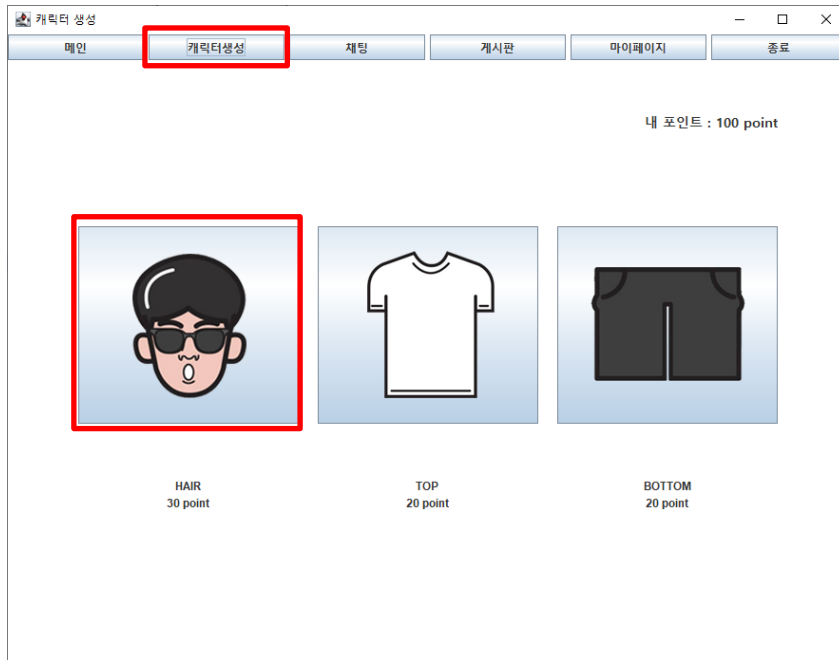 캐릭터 생성
메인 캐릭터생성 채팅 게시판 마이페이지 종료
내 포인트 : 100 point
HAIR TOP BOTTOM
30 point 20 point 20 point